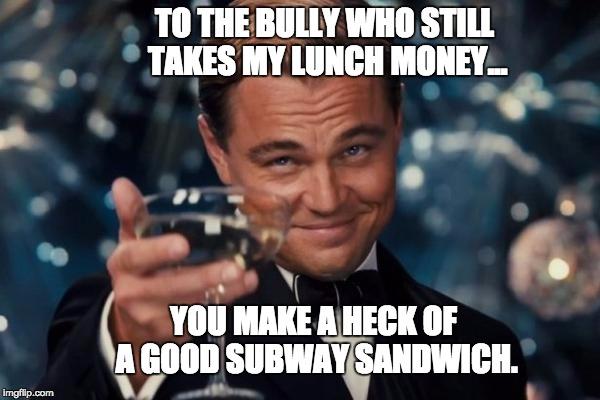 TO THE BULLY WHO STILL
TAKES MY LUNCH MONEY...
YOU MAKE A HECK OF
A GOOD SUBWAY SANDWICH.
imgflip.com